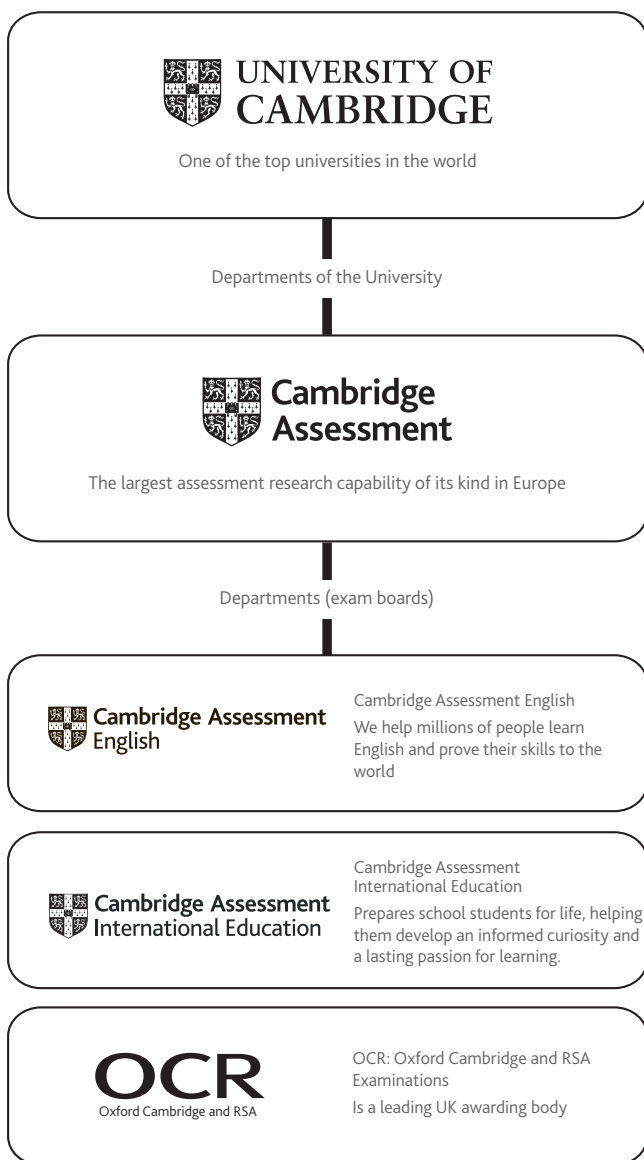 UNIVERSITY OF
CAMBRIDGE
One of the top universities in the world
Departments of the University
Cambridge
Assessment
The largest assessment research capability of its kind in Europe
Departments (exam boards)
Cambridge Assessment
English
Cambridge Assessment English
We help millions of people learn
English and prove their skills to the
world
Cambridge Assessment
International Education
Cambridge Assessment
International Education
Prepares school students for life, helping
them develop an informed curiosity and
a lasting passion for learning.
OCR
Oxford Cambridge and RSA
OCR: Oxford Cambridge and RSA
Examinations
Is a leading UK awarding body